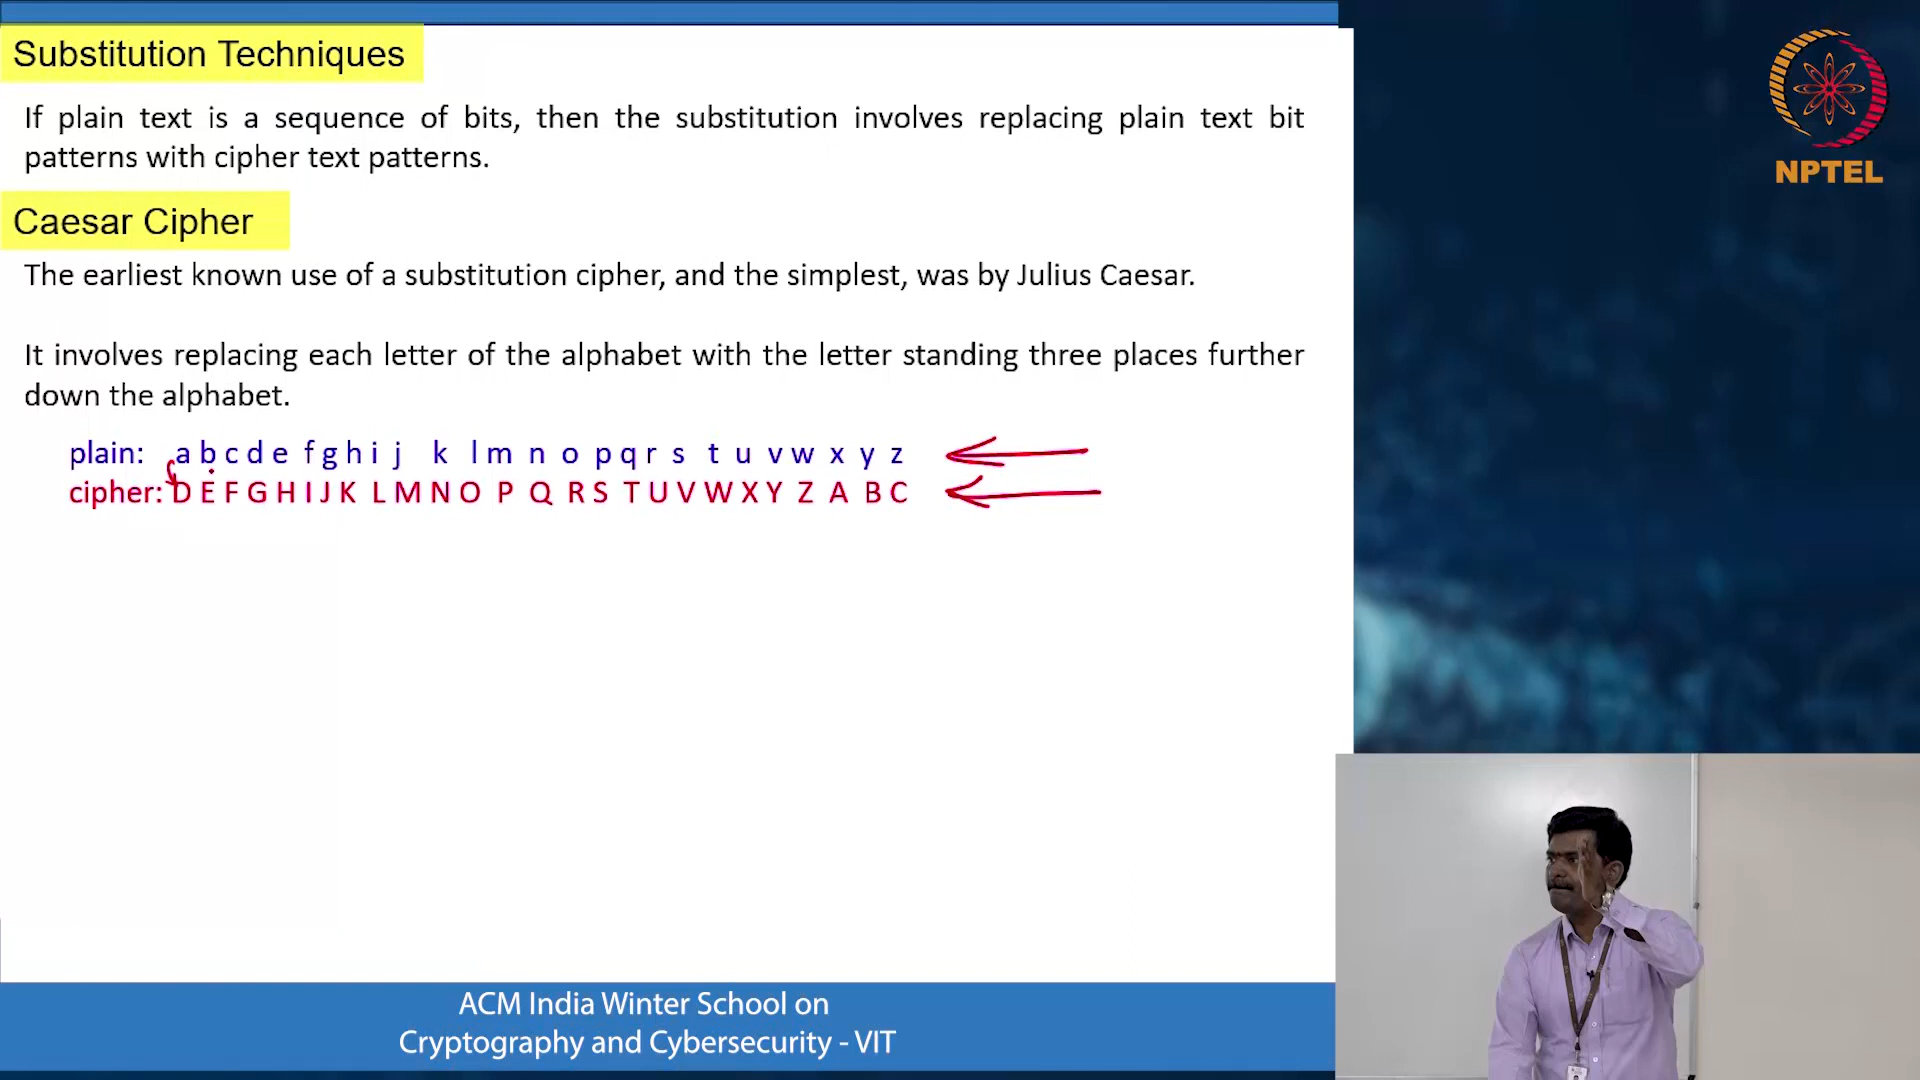 Substitution Techniques
If plain text is a sequence of bits, then the substitution involves replacing plain text bit
patterns with cipher text patterns.
Caesar Cipher
The earliest known use of a substitution cipher, and the simplest, was by Julius Caesar.
It involves replacing each letter of the alphabet with the letter standing three places further
down the alphabet.
plain: a b c d e f g h i j k l m n o p q r s t u v w x y z
cipher: D E F G H I J K L M N O P Q R S T U V W X Y Z A B C
NPTEL
ACM India Winter School on
Cryptography and Cybersecurity - VIT